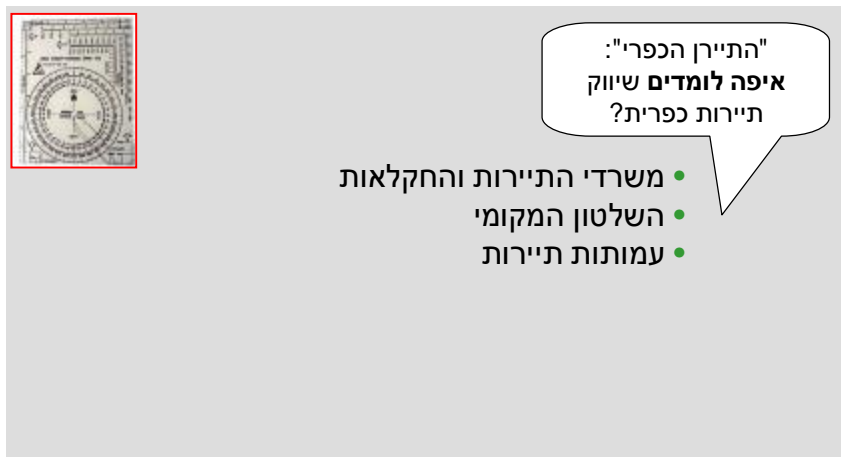 "התיירן הכפרי":
איפה לומדים שיווק
תיירות כפרית?
• משרדי התיירות והחקלאות
• השלטון המקומי
• עמותות תיירות